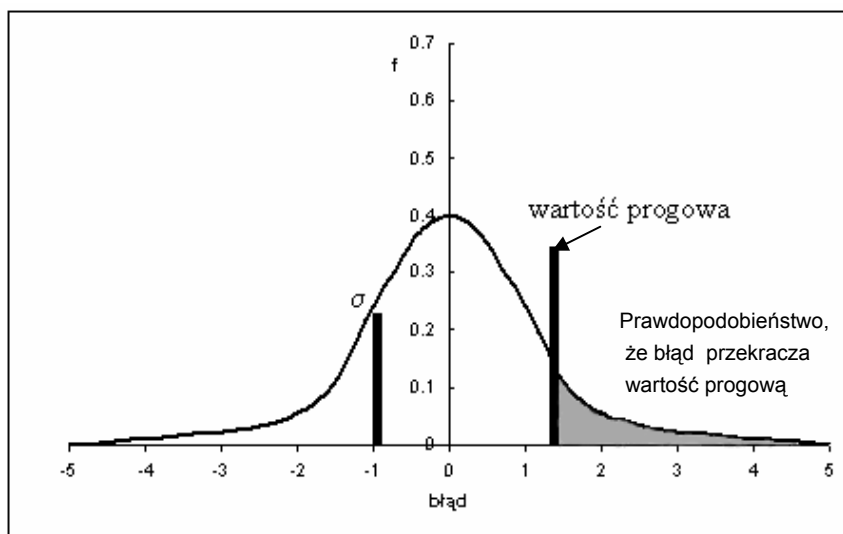 0.7
f
0.6
0.5
wartość progowa
0.4
0.3
σ
0.2
Prawdopodobieństwo,
że błąd przekracza
wartość progową
0.1
0
-5 -4 -3 -2 -1 0 1 2 3 4 5
błąd